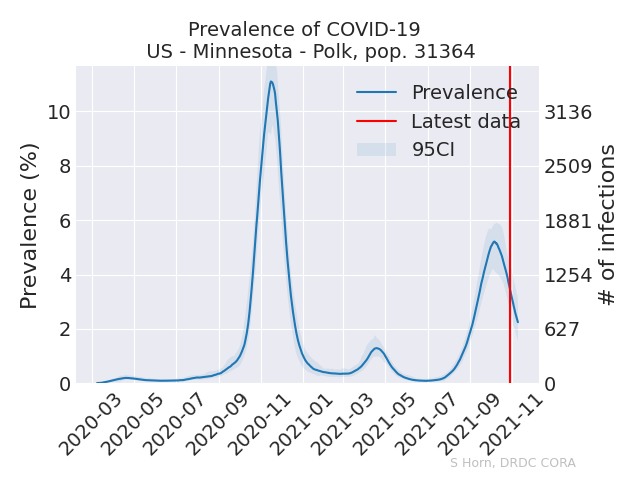 Prevalence of COVID-19
US - Minnesota - Polk, pop. 31364
Prevalence
Latest data
95CI
Prevalence (%)
10
8
6
4
2
0
# of infections
3136
2509
1881
1254
627
0
2020-03
2020-05
2020-07
2020-09
2020-11
2021-01
2021-03
2021-05
2021-07
2021-09
2021-11
S Horn, DRDC CORA